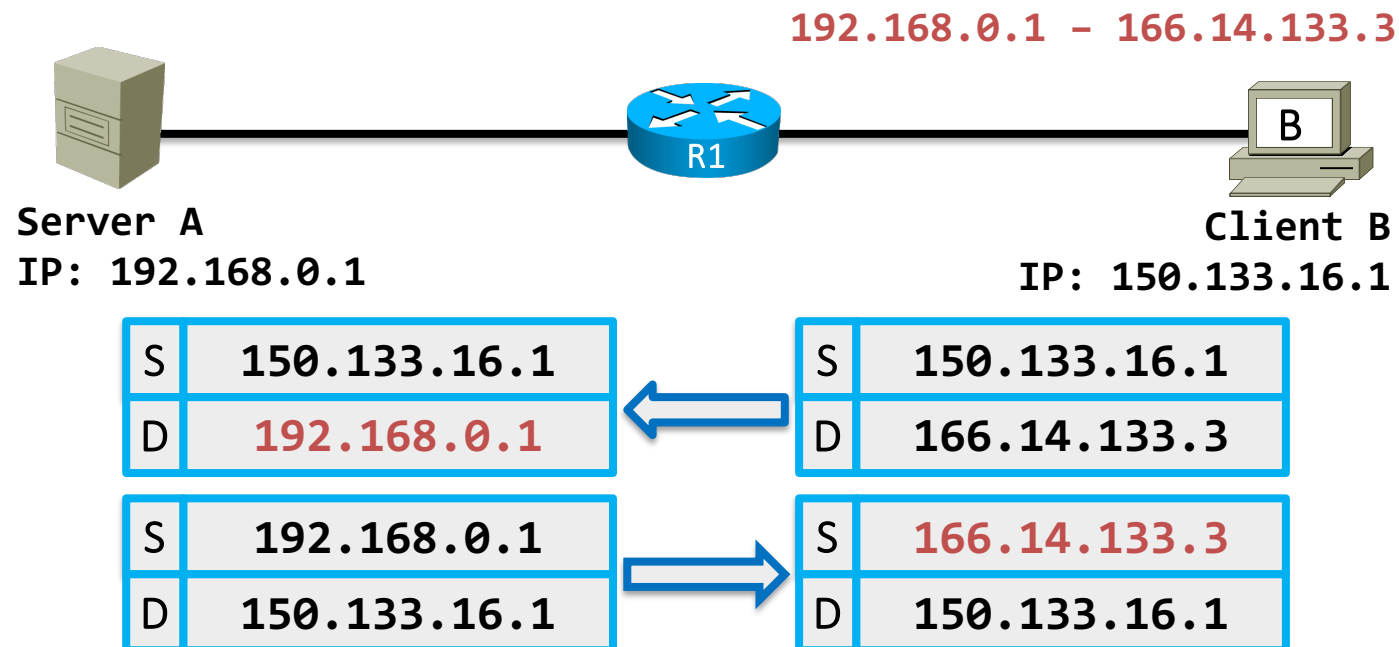 192.168.0.1 – 166.14.133.3
B
R1
Server A
IP: 192.168.0.1
Client B
IP: 150.133.16.1
S 150.133.16.1
D 192.168.0.1
S 150.133.16.1
D 166.14.133.3
S 192.168.0.1
D 150.133.16.1
S 166.14.133.3
D 150.133.16.1